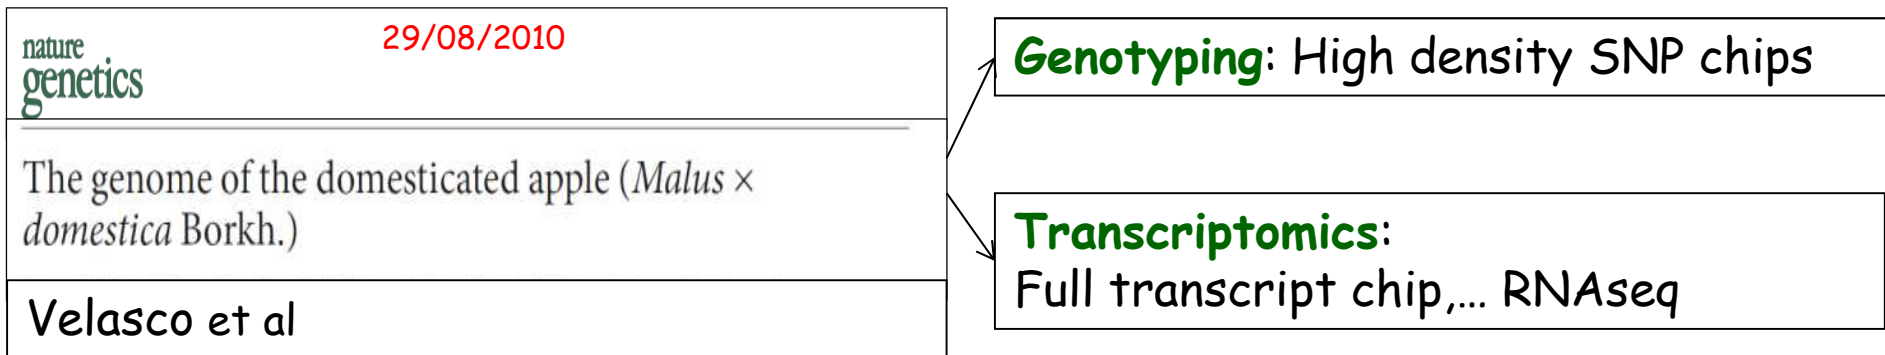 nature
genetics
29/08/2010
The genome of the domesticated apple (Malus ×
domestica Borkh.)
Velasco et al
Genotyping: High density SNP chips
Transcriptomics:
Full transcript chip,... RNAseq